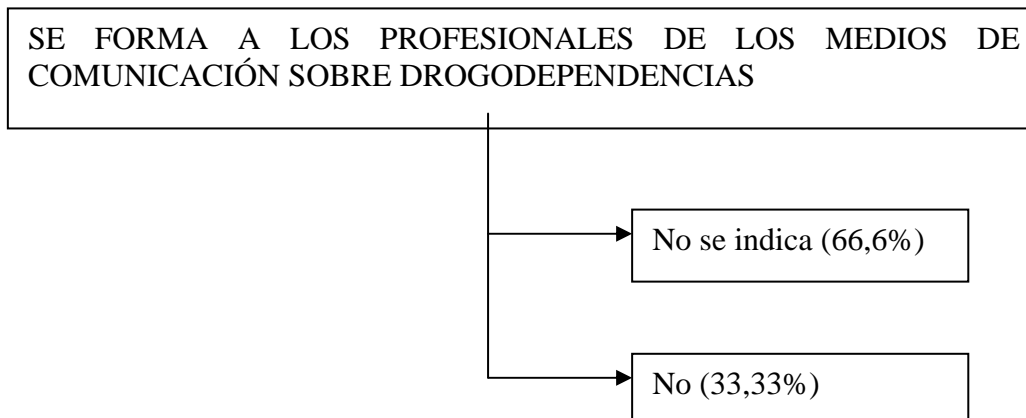 SE FORMA A LOS PROFESIONALES DE LOS MEDIOS DE
COMUNICACIÓN SOBRE DROGODEPENDENCIAS
No se indica (66,6%)
No (33,33%)